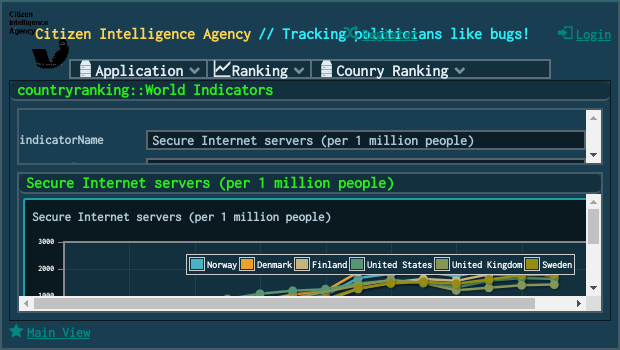 Citizen
Intelligence
Agency
Citizen Intelligence Agency // Tracking politicians like bugs!
Register
Login
Application
Ranking
Counry Ranking
countryranking::World Indicators
indicatorName
Secure Internet servers (per 1 million people)
Secure Internet servers (per 1 million people)
Secure Internet servers (per 1 million people)
3000
Norway Denmark Finland United States United Kingdom Sweden
2000
1000
Main View